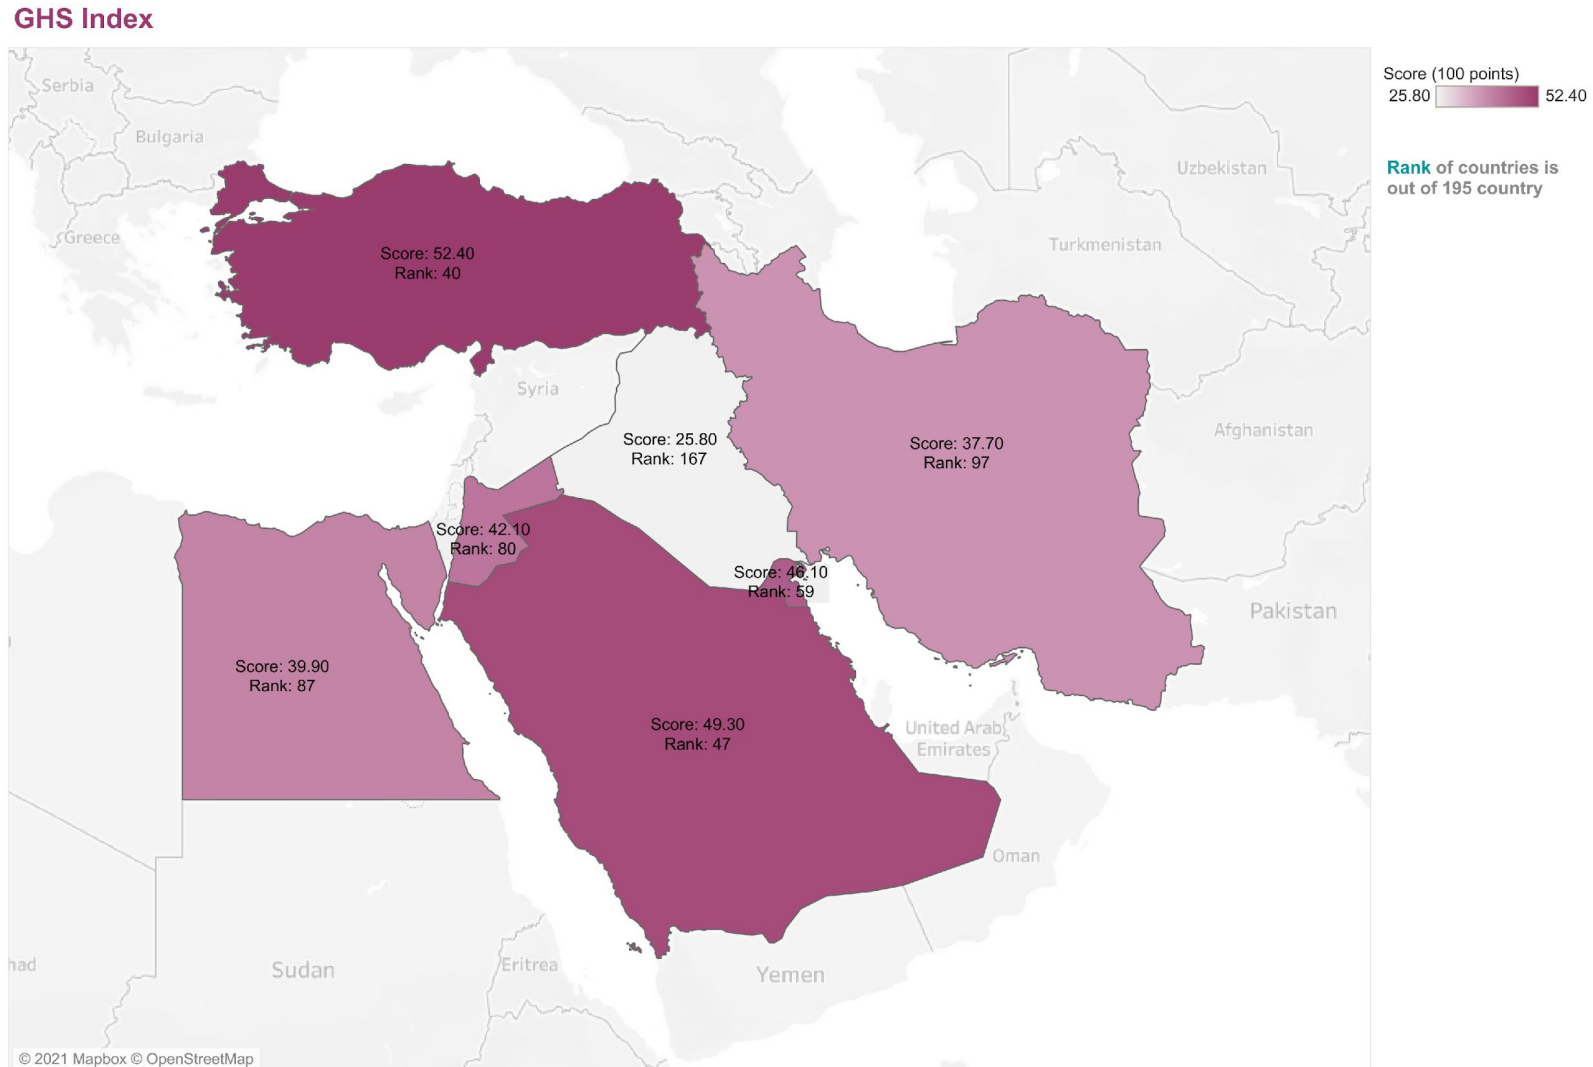 GHS Index
Score (100 points)
25.80 52.40
Rank of countries is
out of 195 country
Serbia
Bulgaria
Uzbekistan
Greece
Turkmenistan
Score: 52.40
Rank: 40
Syria
Afghanistan
Score: 25.80
Rank: 167
Score: 37.70
Rank: 97
Score: 42.10
Rank: 80
Score: 46.10
Rank: 59
Pakistan
Score: 39.90
Rank: 87
Score: 49.30
Rank: 47
United Arab
Emirates
Oman
had
Sudan
Eritrea
Yemen
© 2021 Mapbox © OpenStreetMap